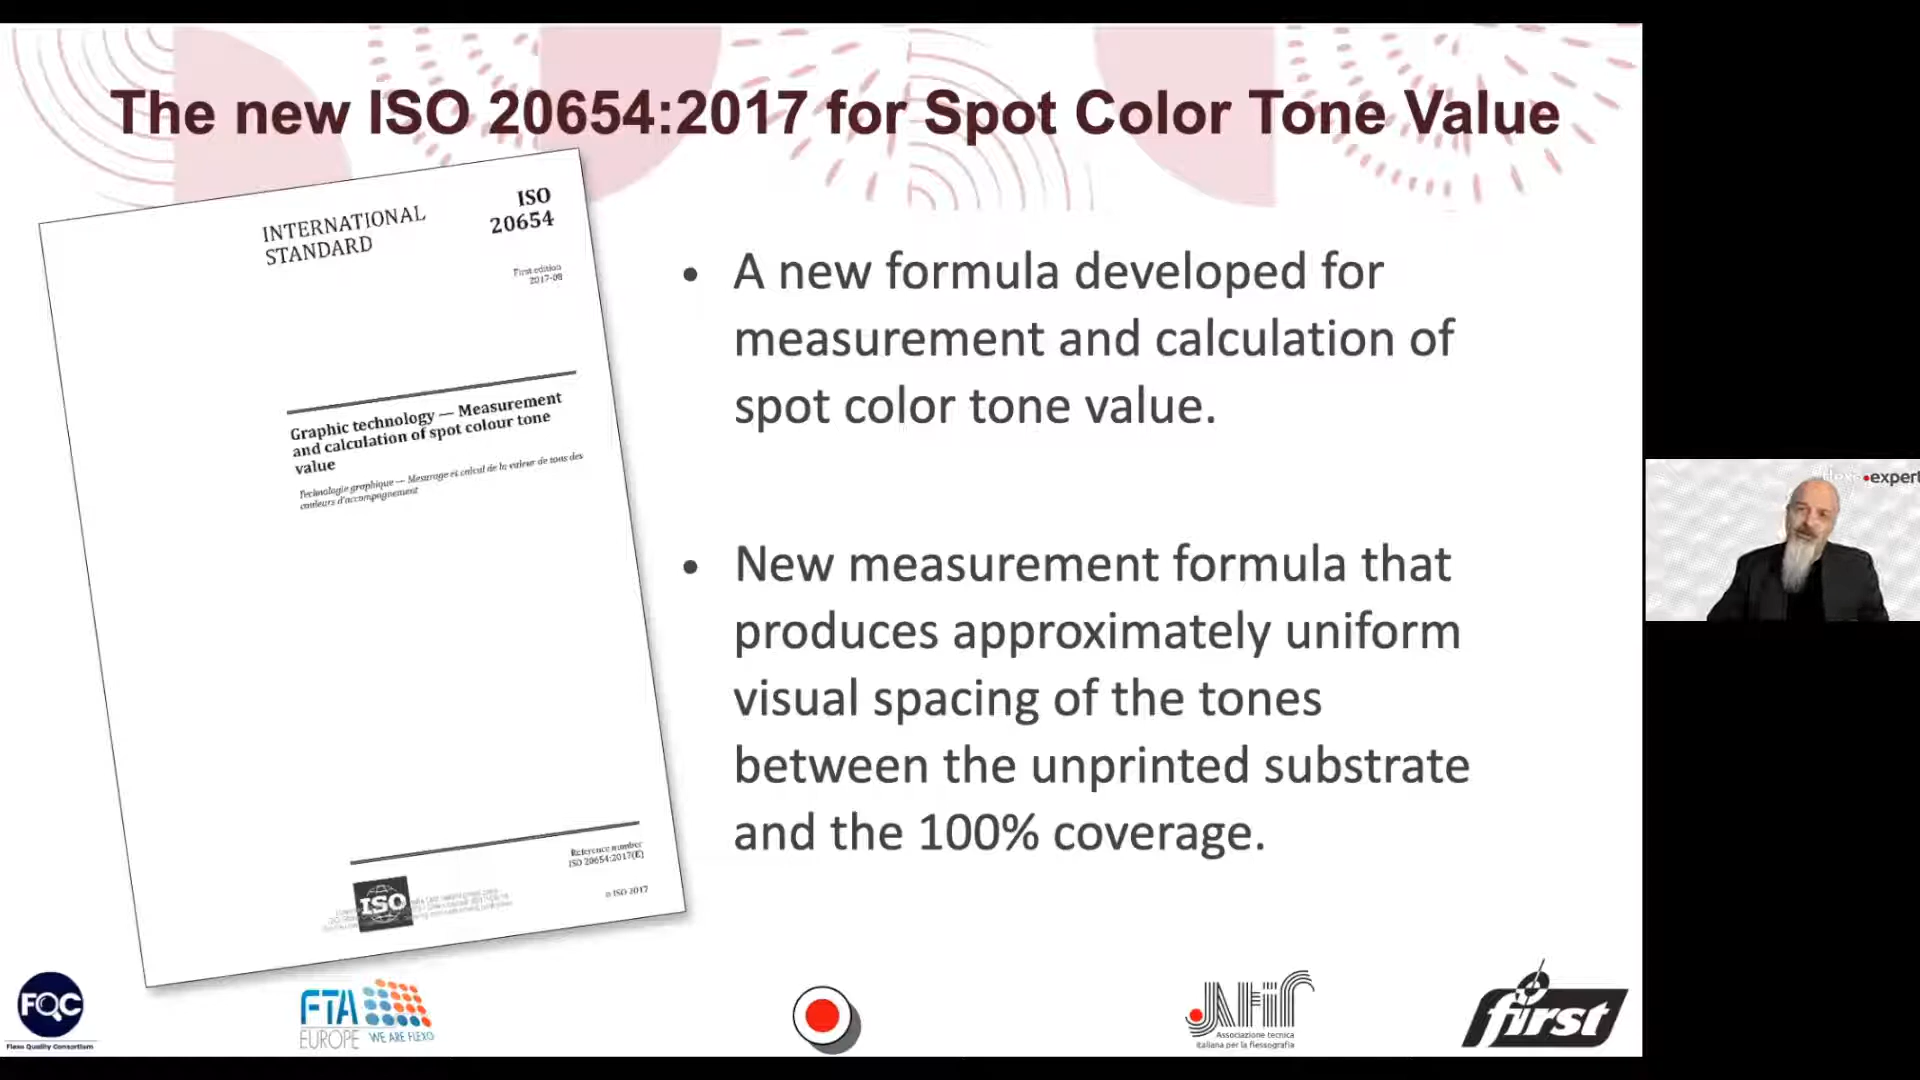 The new ISO 20654:2017 for Spot Color Tone Value
INTERNATIONAL
STANDARD
ISO
20654
First edition
2017-08
Graphic technology — Measurement
and calculation of spot colour tone
value
Technologie graphique — Mesurage et calcul de la valeur de tons des
couleurs d'accompagnement
Reference number
ISO 20654:2017(E)
ISO
© ISO 2017
• A new formula developed for
measurement and calculation of
spot color tone value.
• New measurement formula that
produces approximately uniform
visual spacing of the tones
between the unprinted substrate
and the 100% coverage.
•expert
FQC
Flexo Quality Consortium
FTA
EUROPE WE ARE FLEXO
Associazione tecnica
italiana per la flessografia
first